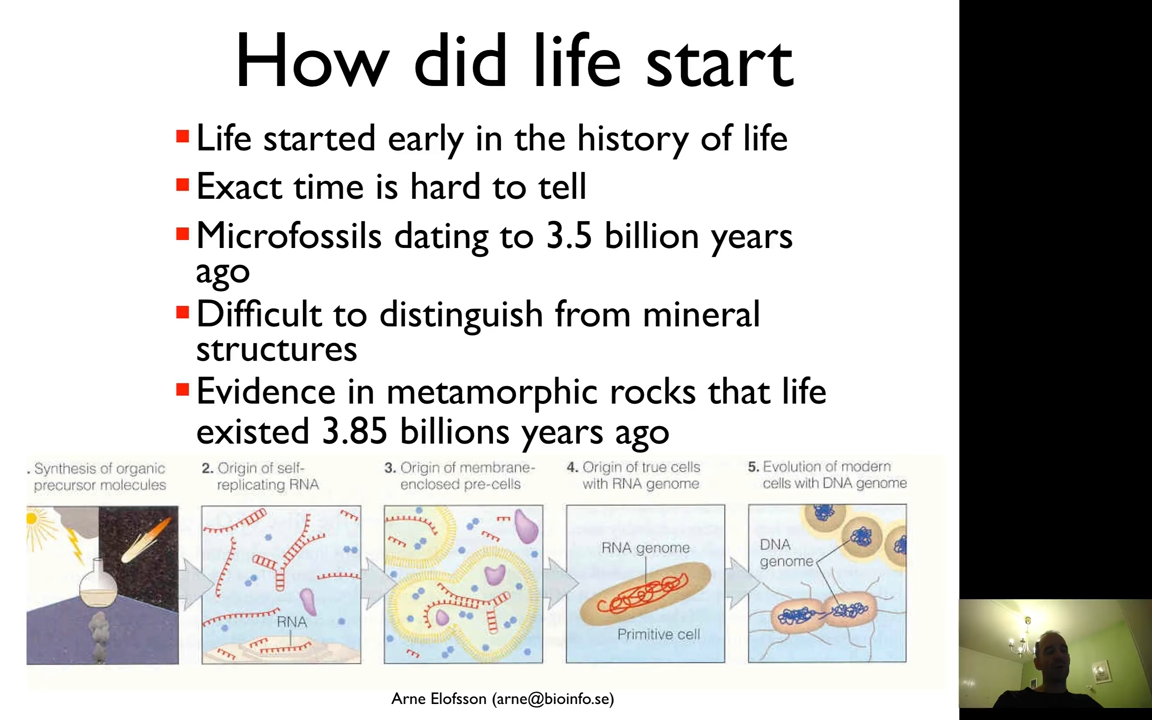 How did life start
Life started early in the history of life
Exact time is hard to tell
Microfossils dating to 3.5 billion years
ago
Difficult to distinguish from mineral
structures
Evidence in metamorphic rocks that life
existed 3.85 billions years ago
. Synthesis of organic
precursor molecules
2. Origin of self-
replicating RNA
3. Origin of membrane-
enclosed pre-cells
4. Origin of true cells
with RNA genome
5. Evolution of modern
cells with DNA genome
RNA
RNA genome
Primitive cell
DNA
genome
Arne Elofsson (arne@bioinfo.se)